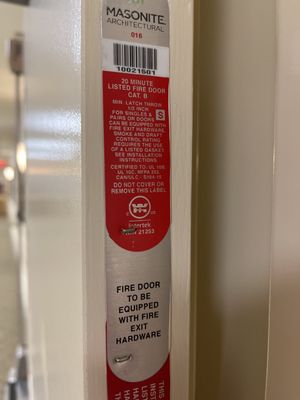 MASONITE
ARCHITECTURAL
016
10021501
20 MINUTE
LISTED FIRE DOOR
CAT. B
MIN. LATCH THROW
1/2 INCH
FOR SINGLES & S
PAIRS OR DOORS
CAN BE EQUIPPED WITH
FIRE EXIT HARDWARE
SMOKE AND DRAFT
CONTROL RATING
REQUIRES THE USE
OF A LISTED GASKET
SEE INSTALLATION
INSTRUCTIONS
CERTIFIED TO: UL 10B,
UL 10C, NFPA 252,
CAN/ULC - S104-15
DO NOT COVER OR
REMOVE THIS LABEL
Intertek
21253
FIRE DOOR
TO BE
EQUIPPED
WITH FIRE
EXIT
HARDWARE